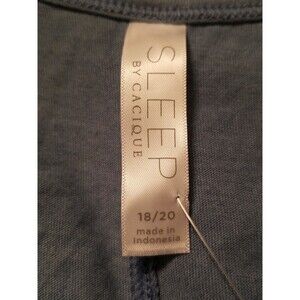 SLEEP
BY CACIQUE
18/20
made in
Indonesia